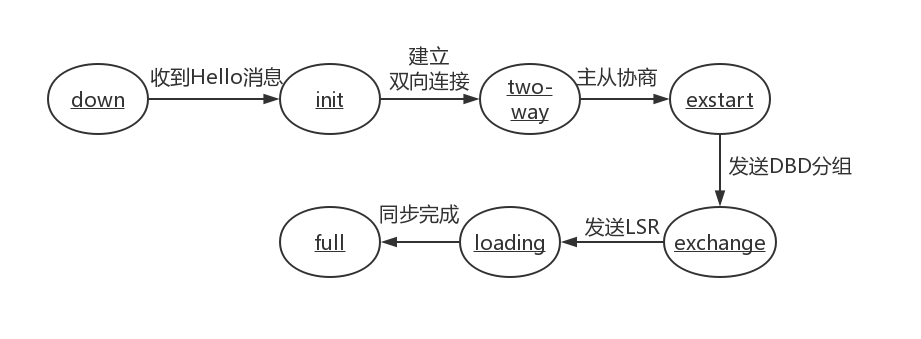 down
收到Hello消息
init
建立
双向连接
two-
way
主从协商
exstart
发送DBD分组
exchange
发送LSR
loading
同步完成
full